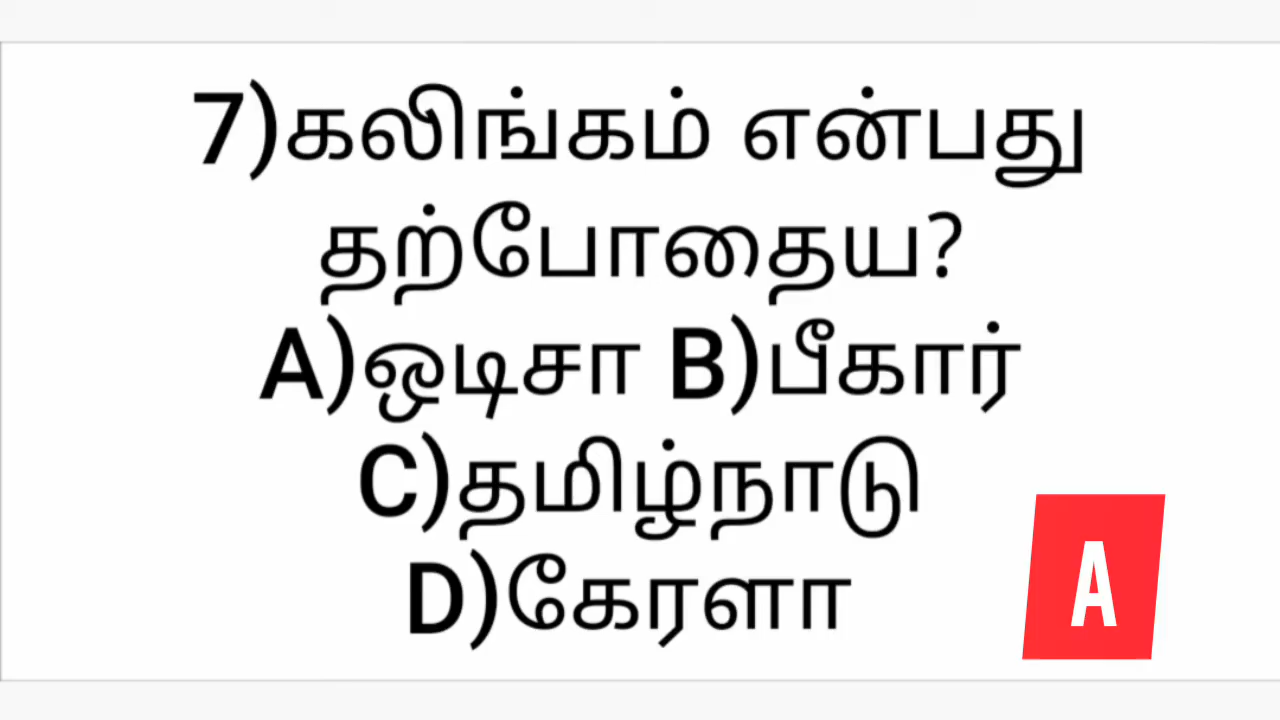 7)கலிங்கம் என்பது
தற்போதைய?
A)ஒடிசா B)பீகார்
C)தமிழ்நாடு
D)கேரளா
A